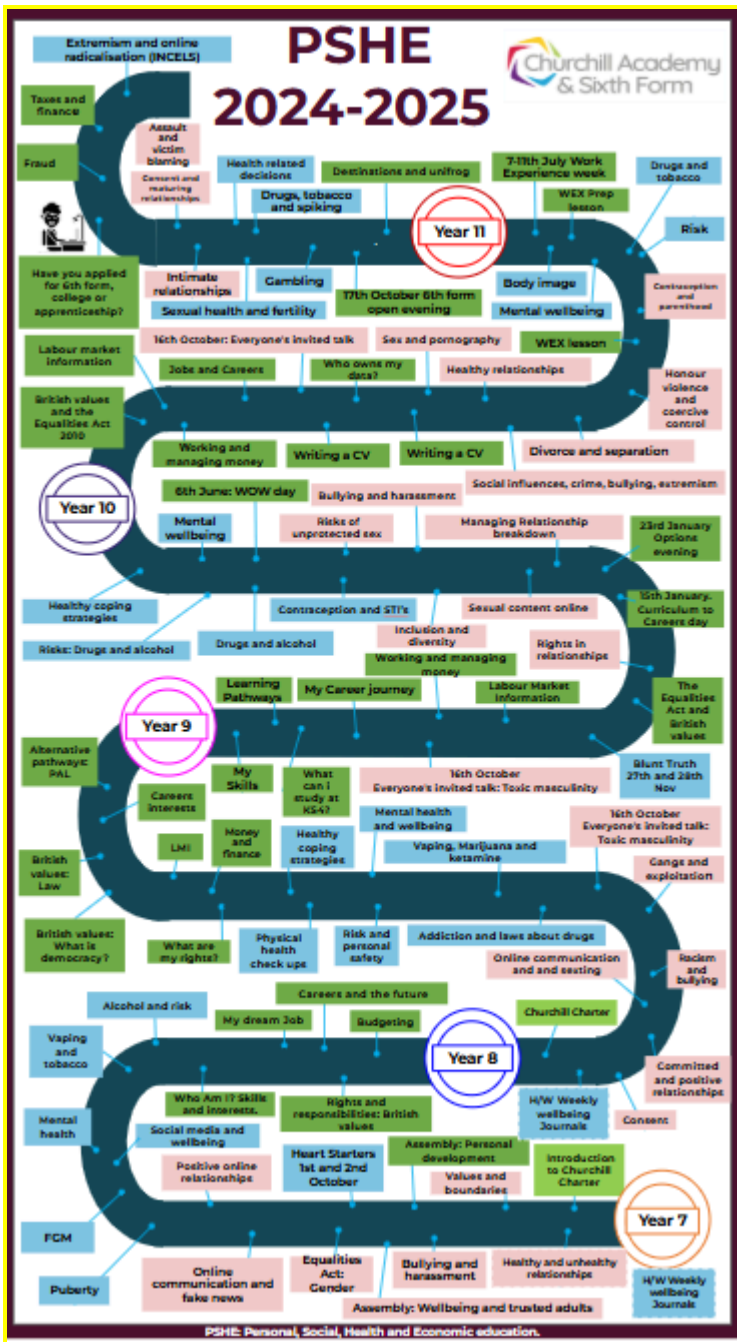 PSHE
2024-2025
Churchill Academy
& Sixth Form
Extremism and online
radicalisation (INCELS)
Taxes and
finance
Fraud
Assault
and
victim
blaming
Consent and
maturing
relationships
Health related
decisions
Drugs, tobacco
and spiking
Destinations and unifrog
7-11th July Work
Experience week
WEX Prep
lesson
Drugs and
tobacco
Risk
Year 11
Have you applied
for 6th form,
college or
apprenticeship?
Intimate
relationships
Sexual health and fertility
Gambling
17th October 6th form
open evening
Body image
Mental wellbeing
Contraception
and
parenthood
Labour market
information
16th October: Everyone's invited talk
Sex and pornography
WEX lesson
Jobs and Careers
Who owns my
data?
Healthy relationships
Honour
violence
and
coercive
control
British values
and the
Equalities Act
2010
Working and
managing money
Writing a CV
Writing a CV
Divorce and separation
Social influences, crime, bullying, extremism
Year 10
6th June: WOW day
Bullying and harassment
Mental
wellbeing
Risks of
unprotected sex
Managing Relationship
breakdown
23rd January
Options
evening
Healthy coping
strategies
Risks: Drugs and alcohol
Drugs and alcohol
Contraception and STI's
Inclusion and
diversity
Sexual content online
15th January.
Curriculum to
Careers day
Rights in
relationships
Working and managing
money
Learning
Pathways
My Career journey
Labour Market
Information
The
Equalities
Act and
British
values
Year 9
Alternative
pathways:
PAL
My
Skills
What
can i
study at
KS4?
16th October
Everyone's invited talk: Toxic masculinity
Blunt Truth
27th and 28th
Nov
Careers
interests
LMI
Money
and
finance
Healthy
coping
strategies
Mental health
and wellbeing
Vaping, Marijuana and
ketamine
16th October
Everyone's invited talk:
Toxic masculinity
Gangs and
exploitation
British
values:
Law
British values:
What is
democracy?
What are
my rights?
Physical
health
check ups
Risk and
personal
safety
Addiction and laws about drugs
Online communication
and and sexting
Racism
and
bullying
Careers and the future
Alcohol and risk
My dream Job
Budgeting
Churchill Charter
Vaping
and
tobacco
Year 8
Committed
and positive
relationships
Who Am I? Skills
and interests.
Rights and
responsibilities: British
values
H/W Weekly
wellbeing
Journals
Consent
Mental
health
Social media and
wellbeing
Positive online
relationships
Heart Starters
1st and 2nd
October
Assembly: Personal
development
Values and
boundaries
Introduction
to Churchill
Charter
Year 7
FGM
Puberty
Online
communication and
fake news
Equalities
Act:
Gender
Bullying and
harassment
Healthy and unhealthy
relationships
Assembly: Wellbeing and trusted adults
H/W Weekly
wellbeing
Journals
PSHE: Personal, Social, Health and Economic education.